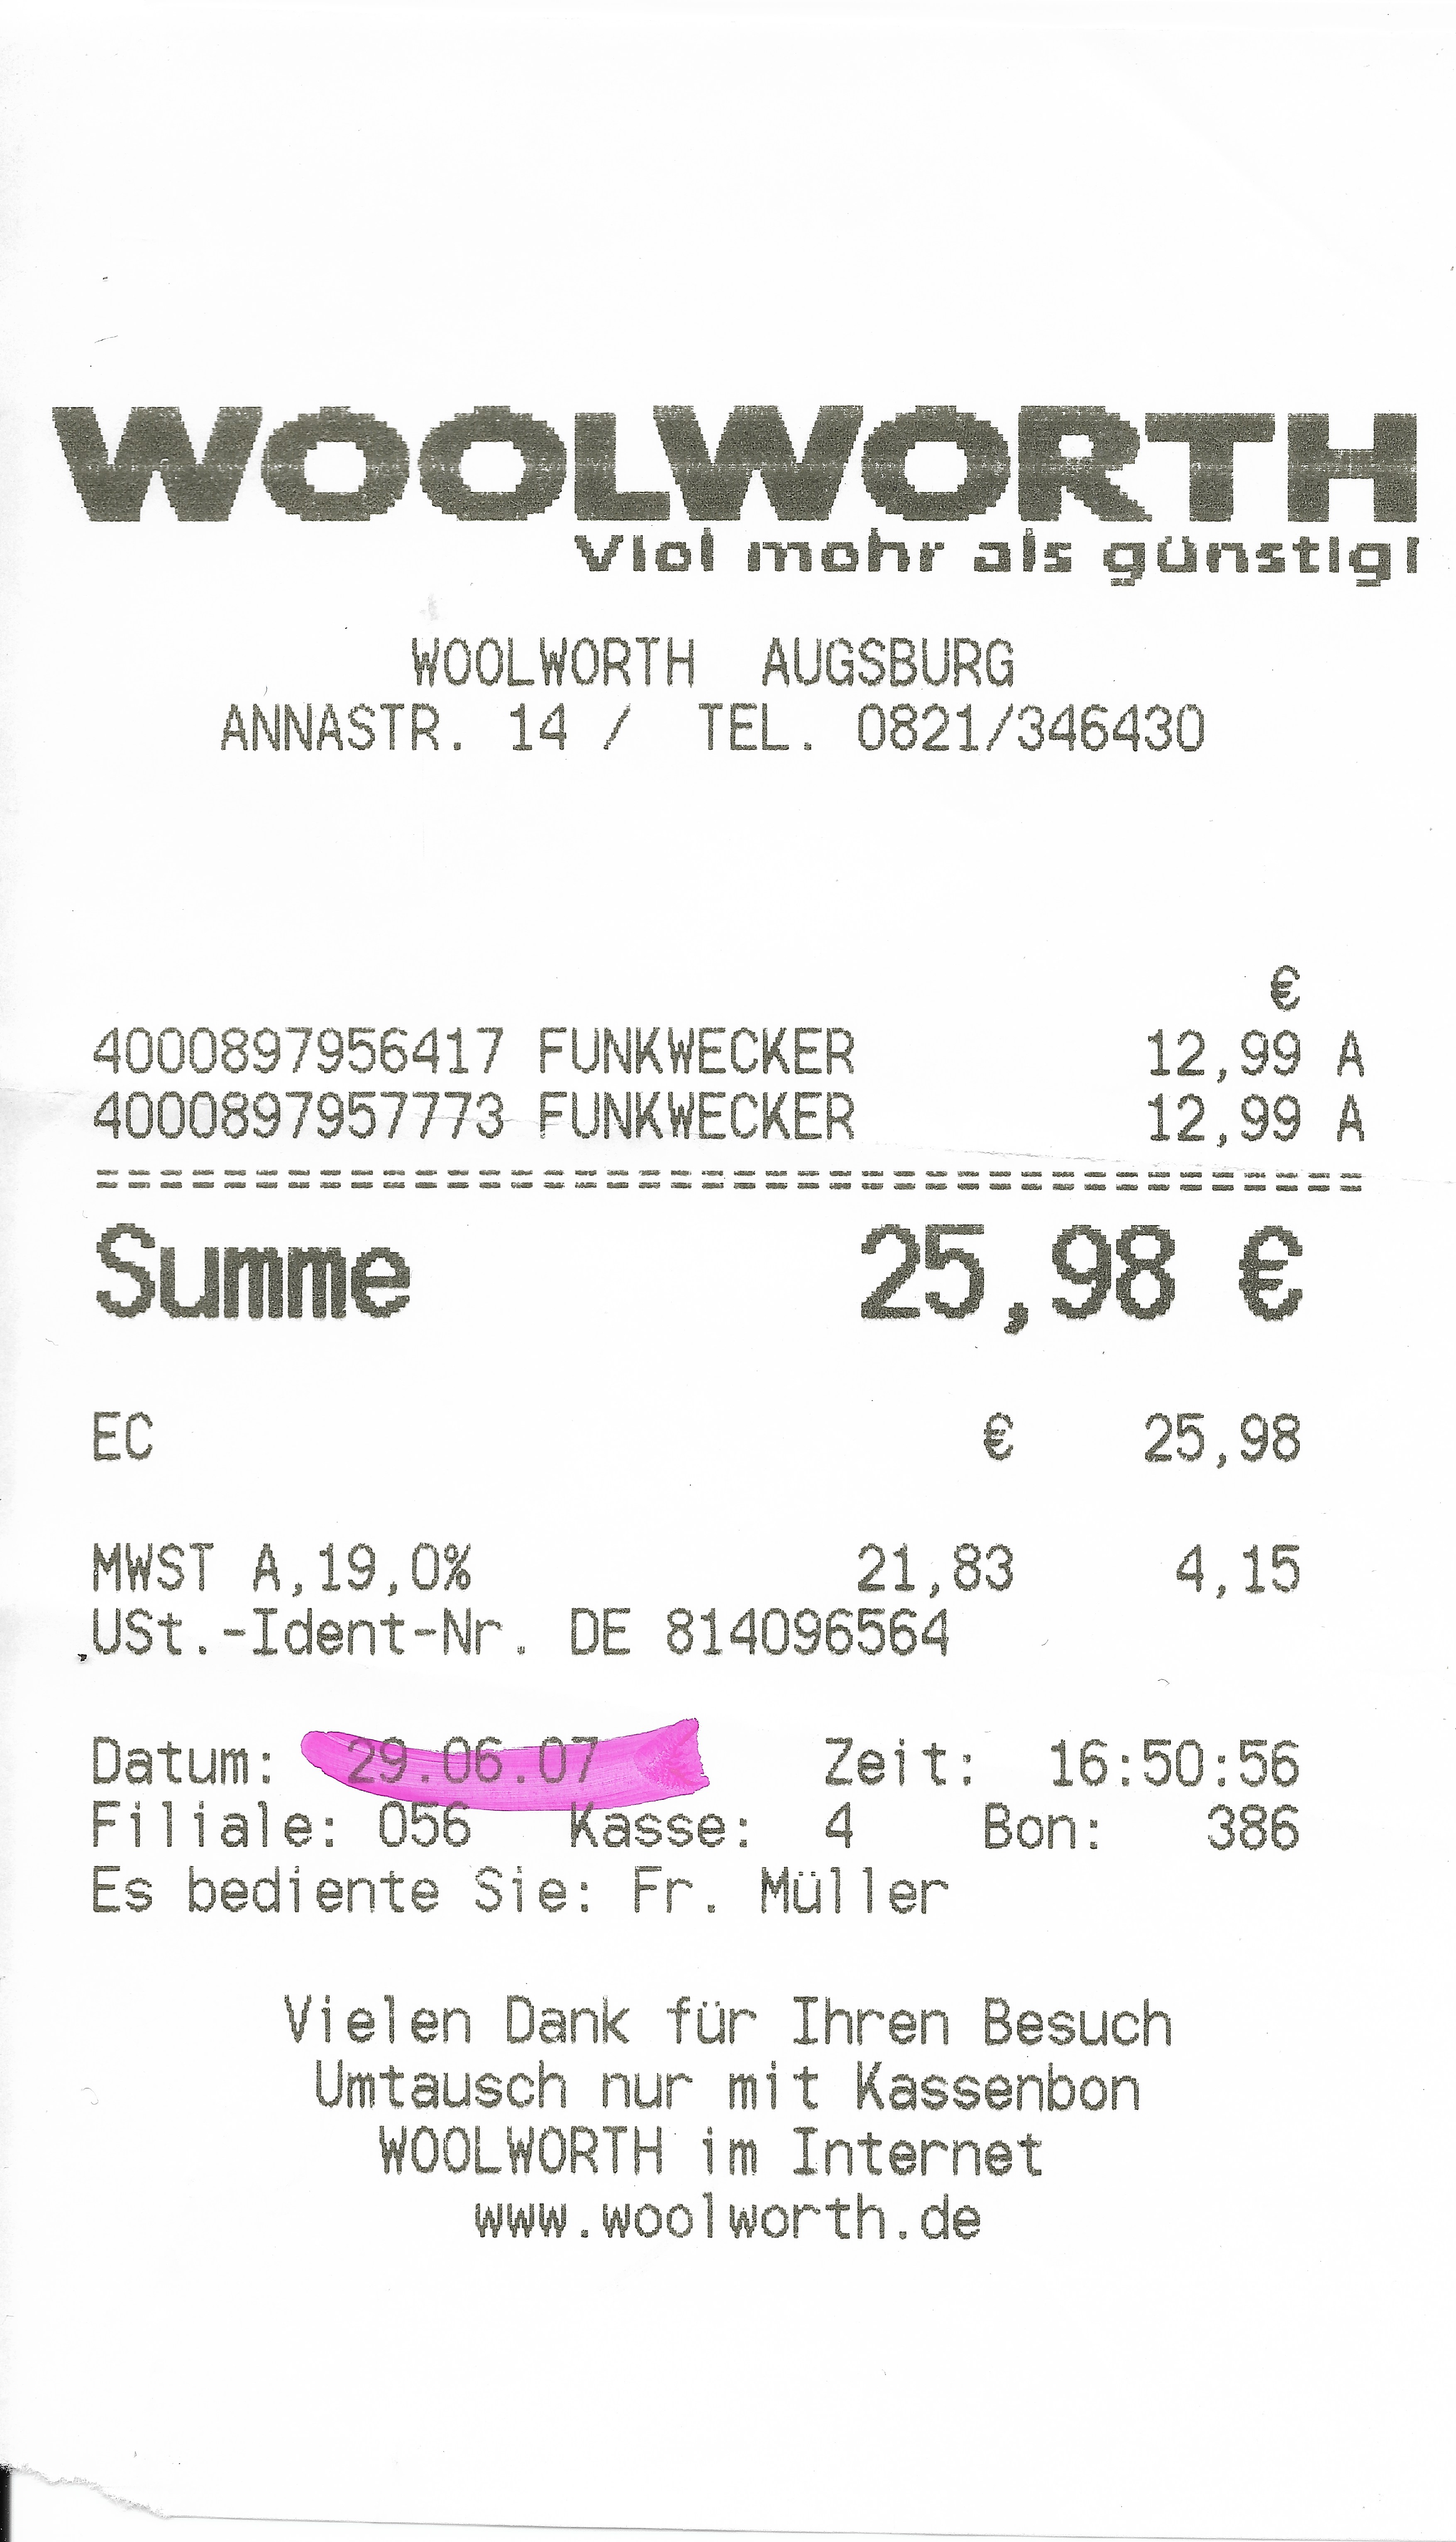 WOOLWORTH
Viel mehr als günstig!
WOOLWORTH AUGSBURG
ANNASTR. 14 / TEL. 0821/346430
€
4000897956417 FUNKWECKER 12,99 A
4000897957773 FUNKWECKER 12,99 A
========================================
Summe 25,98 €
EC € 25,98
MWST A,19,0% 21,83 4,15
USt.-Ident-Nr. DE 814096564
Datum: 29.06.07 Zeit: 16:50:56
Filiale: 056 Kasse: 4 Bon: 386
Es bediente Sie: Fr. Müller
Vielen Dank für Ihren Besuch
Umtausch nur mit Kassenbon
WOOLWORTH im Internet
www.woolworth.de